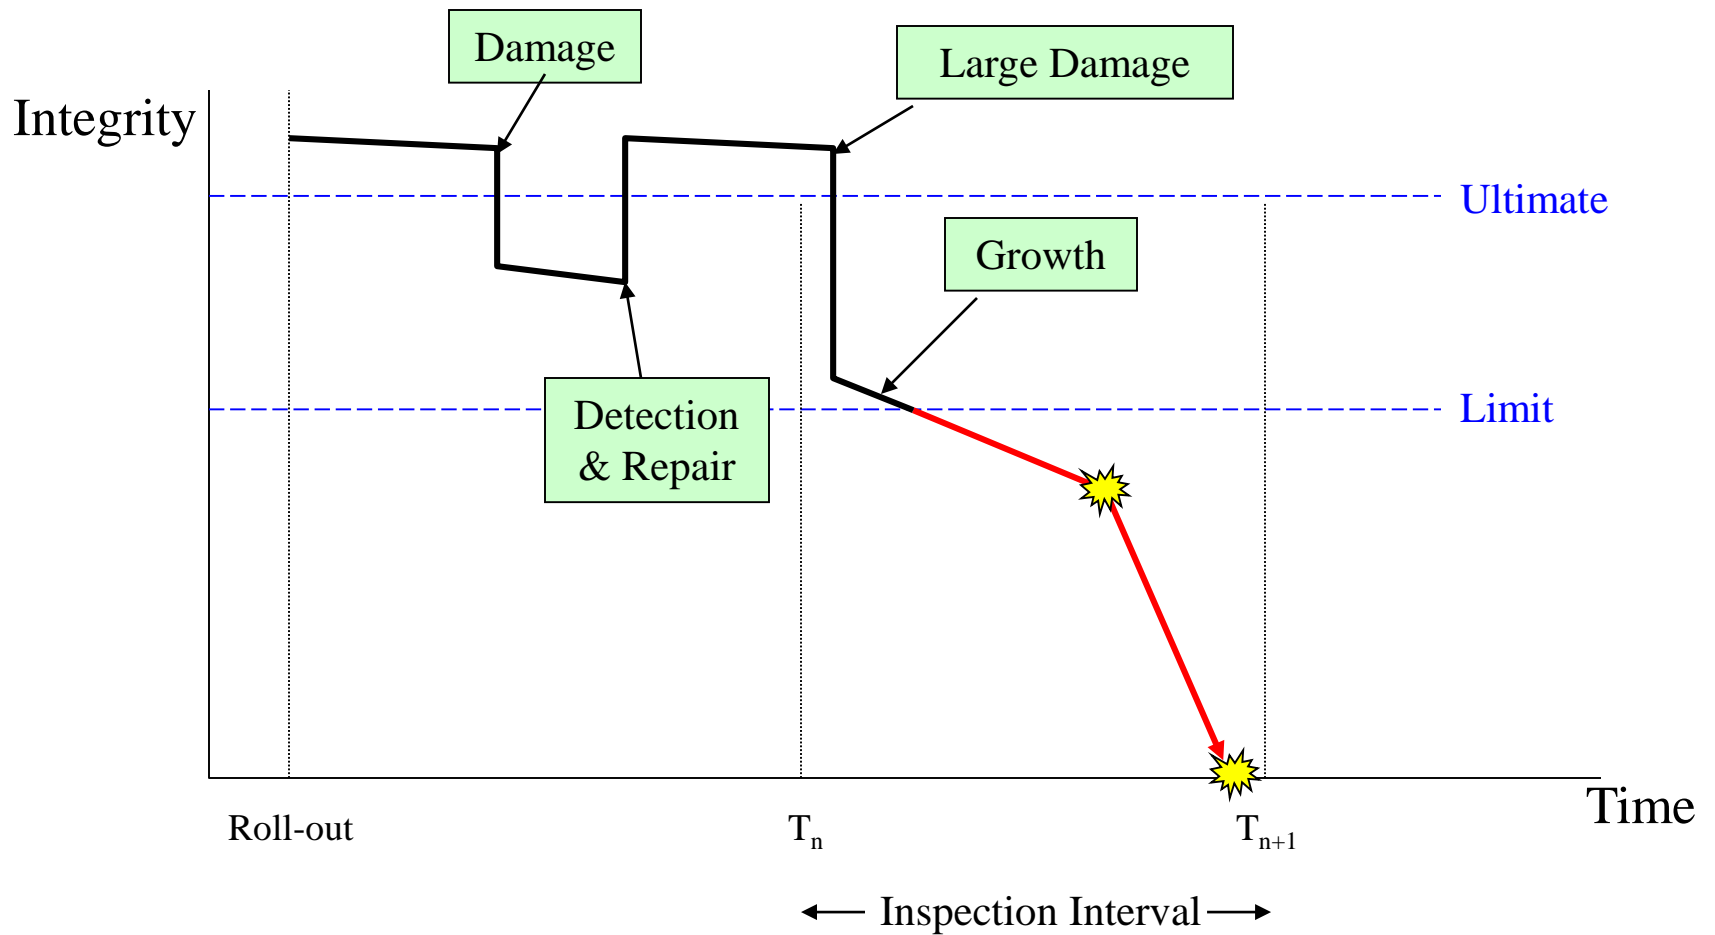 Damage
Large Damage
Integrity
Ultimate
Growth
Limit
Detection
& Repair
Time
Roll-out
Tn
Tn+1
Inspection Interval